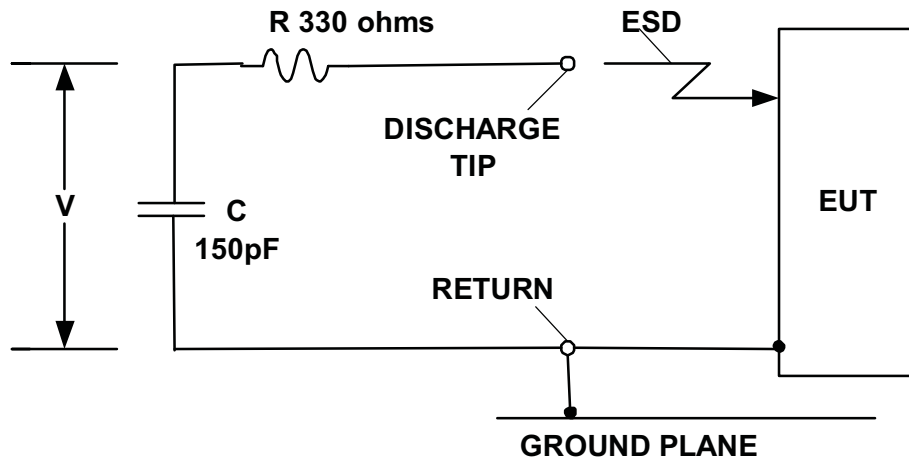 R 330 ohms
ESD
DISCHARGE
TIP
V
C
150pF
EUT
RETURN
GROUND PLANE